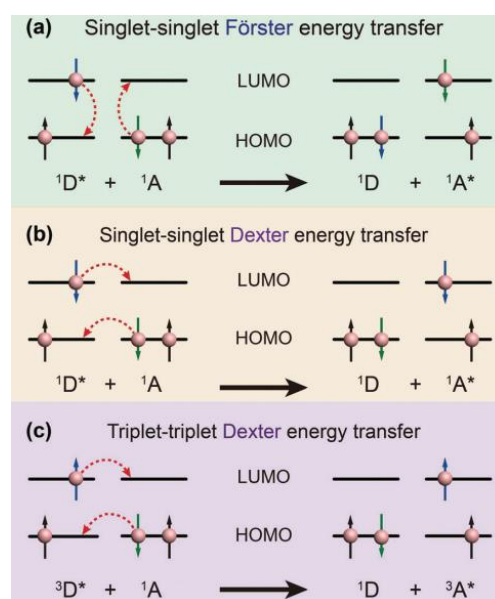 (a) Singlet-singlet Förster energy transfer
LUMO
HOMO
¹D* + ¹A ¹D + ¹A*
(b) Singlet-singlet Dexter energy transfer
LUMO
HOMO
¹D* + ¹A ¹D + ¹A*
(c) Triplet-triplet Dexter energy transfer
LUMO
HOMO
³D* + ¹A ¹D + ³A*